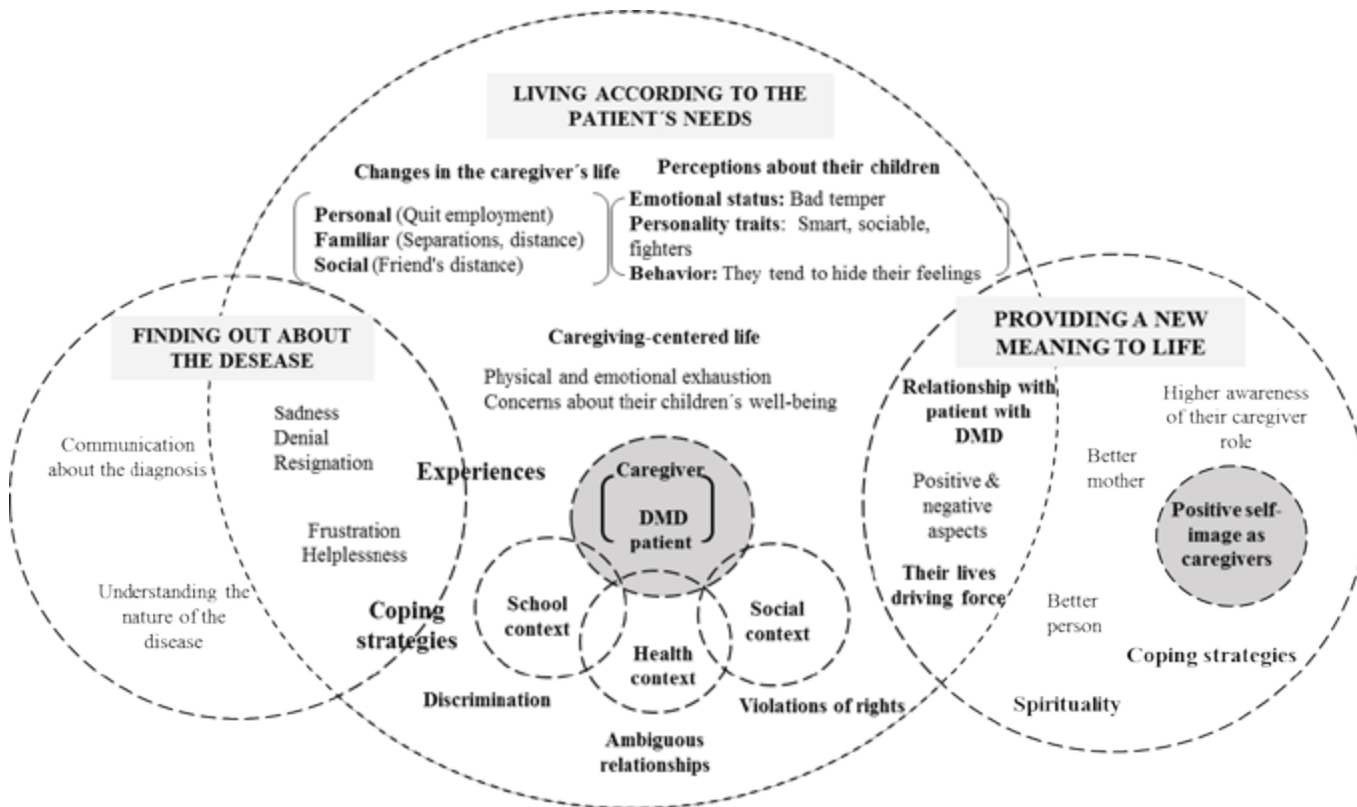 LIVING ACCORDING TO THE
PATIENT´S NEEDS
Changes in the caregiver´s life
Personal (Quit employment)
Familiar (Separations, distance)
Social (Friend's distance)
Perceptions about their children
Emotional status: Bad temper
Personality traits: Smart, sociable,
fighters
Behavior: They tend to hide their feelings
FINDING OUT ABOUT
THE DESEASE
Communication
about the diagnosis
Understanding the
nature of the
disease
Sadness
Denial
Resignation
Frustration
Helplessness
Experiences
Coping
strategies
Caregiving-centered life
Physical and emotional exhaustion
Concerns about their children´s well-being
Caregiver
DMD
patient
School
context
Health
context
Social
context
Discrimination
Ambiguous
relationships
Violations of rights
PROVIDING A NEW
MEANING TO LIFE
Relationship with
patient with
DMD
Positive &
negative
aspects
Their lives
driving force
Higher awareness
of their caregiver
role
Better
mother
Positive self-
image as
caregivers
Better
person
Coping strategies
Spirituality